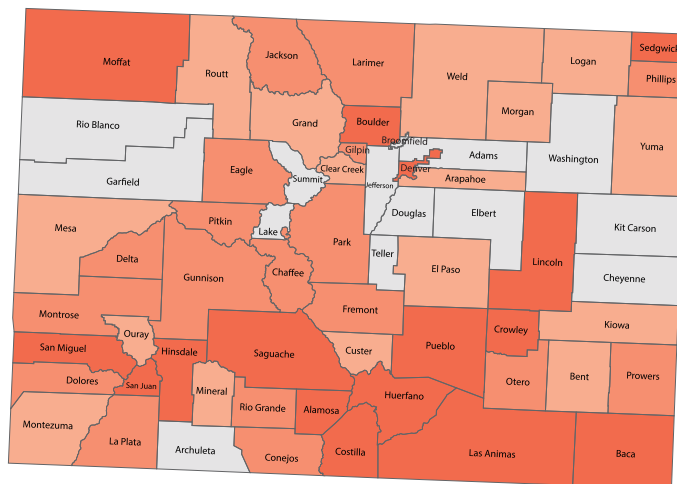 Moffat
Routt
Jackson
Larimer
Weld
Logan
Sedgwick
Phillips
Rio Blanco
Grand
Boulder
Morgan
Yuma
Broomfield
Gilpin
Adams
Washington
Garfield
Eagle
Summit
Clear Creek
Denver
Arapahoe
Jefferson
Mesa
Pitkin
Lake
Park
Douglas
Elbert
Kit Carson
Delta
Gunnison
Chaffee
Teller
El Paso
Lincoln
Cheyenne
Montrose
Ouray
Fremont
Crowley
Kiowa
San Miguel
Hinsdale
Saguache
Custer
Pueblo
Dolores
San Juan
Mineral
Rio Grande
Alamosa
Huerfano
Otero
Bent
Prowers
Montezuma
La Plata
Archuleta
Conejos
Costilla
Las Animas
Baca